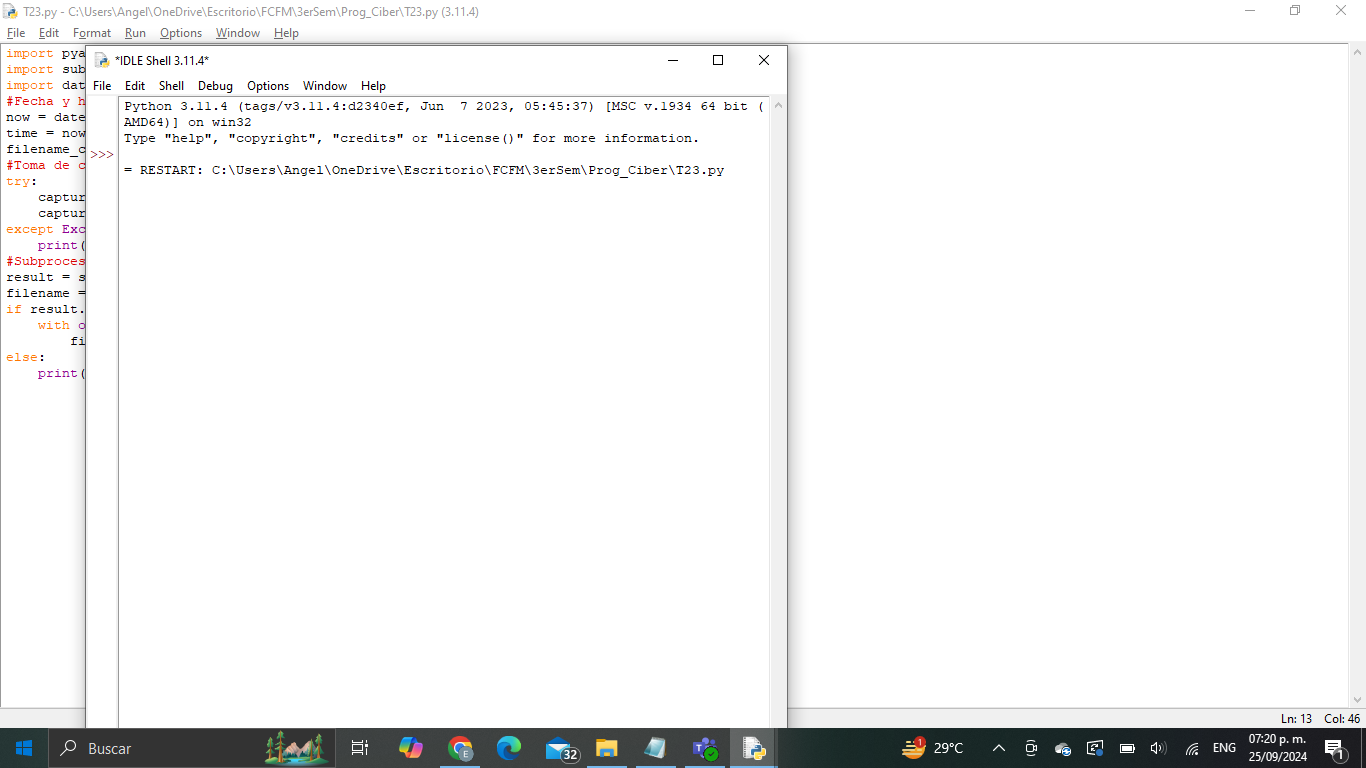 T23.py - C:\Users\Angel\OneDrive\Escritorio\FCFM\3erSem\Prog_Ciber\T23.py (3.11.4)
File Edit Format Run Options Window Help
import pya
import sub
import dat
#Fecha y h
now = date
time = now
filename_c
#Toma de c
try:
captur
captur
except Exc
print(
#Subproces
result = s
filename =
if result.
with o
fi
else:
print(
*IDLE Shell 3.11.4*
File Edit Shell Debug Options Window Help
Python 3.11.4 (tags/v3.11.4:d2340ef, Jun  7 2023, 05:45:37) [MSC v.1934 64 bit (
AMD64)] on win32
Type "help", "copyright", "credits" or "license()" for more information.
>>>
= RESTART: C:\Users\Angel\OneDrive\Escritorio\FCFM\3erSem\Prog_Ciber\T23.py
Ln: 13 Col: 46
Buscar
32
1
29°C
ENG
07:20 p. m.
25/09/2024
1